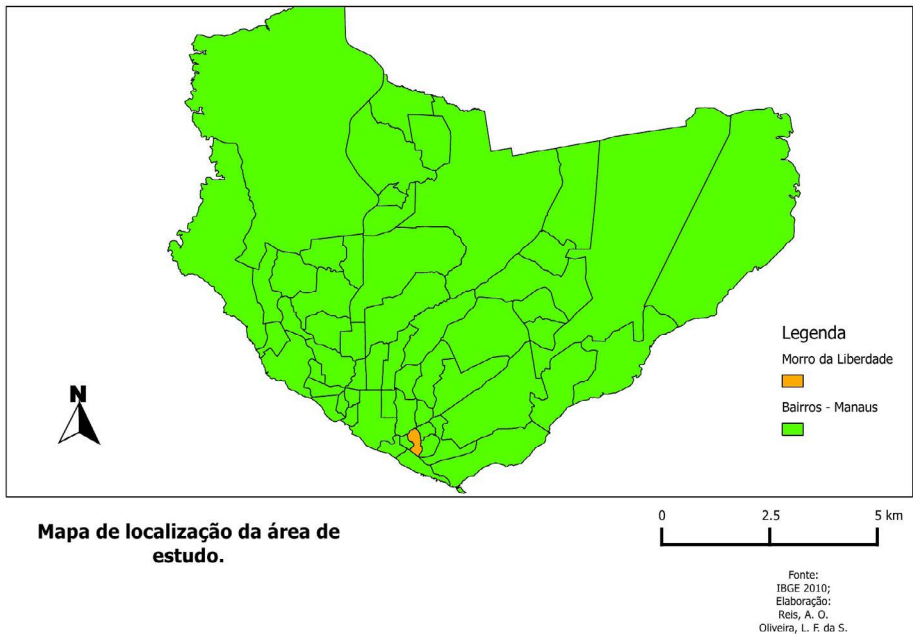 N
Legenda
Morro da Liberdade
Bairros - Manaus
Mapa de localização da área de
estudo.
0 2.5 5 km
Fonte:
IBGE 2010;
Elaboração:
Reis, A. O.
Oliveira, L. F. da S.